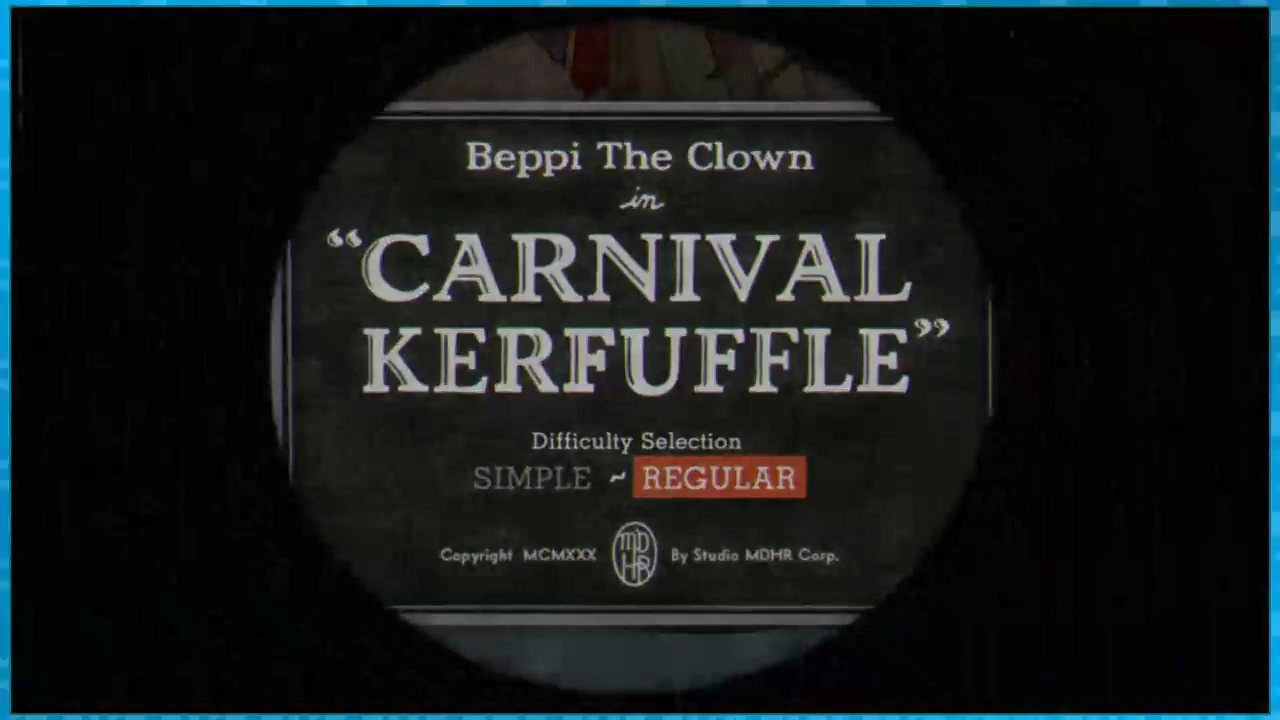 Beppi The Clown
in
“CARNIVAL
KERFUFFLE”
Difficulty Selection
SIMPLE ~ REGULAR
Copyright MCMXXX MDHR By Studio MDHR Corp.